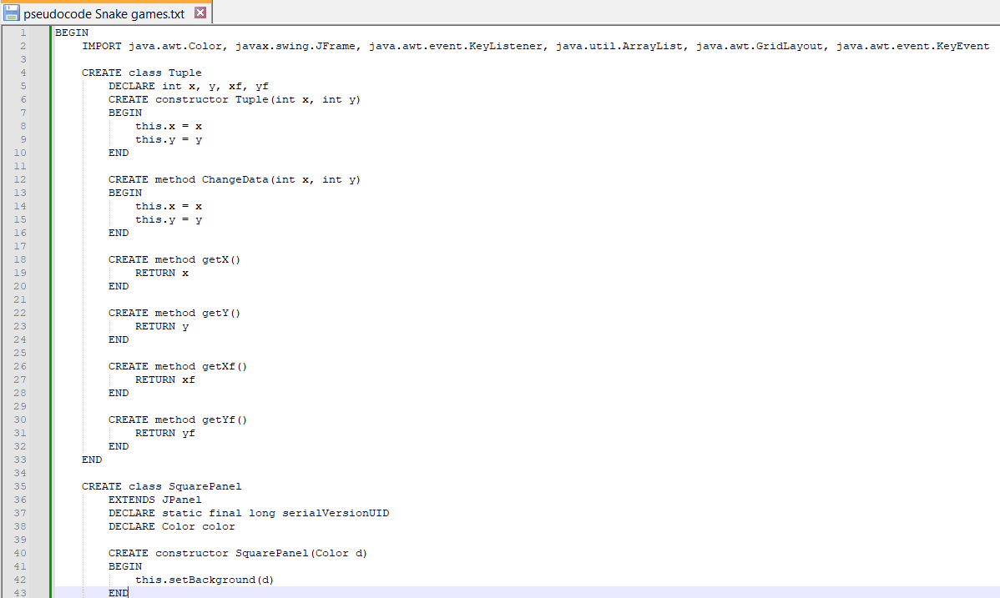 pseudocode Snake games.txt
1 BEGIN
2 IMPORT java.awt.Color, javax.swing.JFrame, java.awt.event.KeyListener, java.util.ArrayList, java.awt.GridLayout, java.awt.event.KeyEvent
3
4 CREATE class Tuple
5 DECLARE int x, y, xf, yf
6 CREATE constructor Tuple(int x, int y)
7 BEGIN
8 this.x = x
9 this.y = y
10 END
11
12 CREATE method ChangeData(int x, int y)
13 BEGIN
14 this.x = x
15 this.y = y
16 END
17
18 CREATE method getX()
19 RETURN x
20 END
21
22 CREATE method getY()
23 RETURN y
24 END
25
26 CREATE method getXf()
27 RETURN xf
28 END
29
30 CREATE method getYf()
31 RETURN yf
32 END
33 END
34
35 CREATE class SquarePanel
36 EXTENDS JPanel
37 DECLARE static final long serialVersionUID
38 DECLARE Color color
39
40 CREATE constructor SquarePanel(Color d)
41 BEGIN
42 this.setBackground(d)
43 END